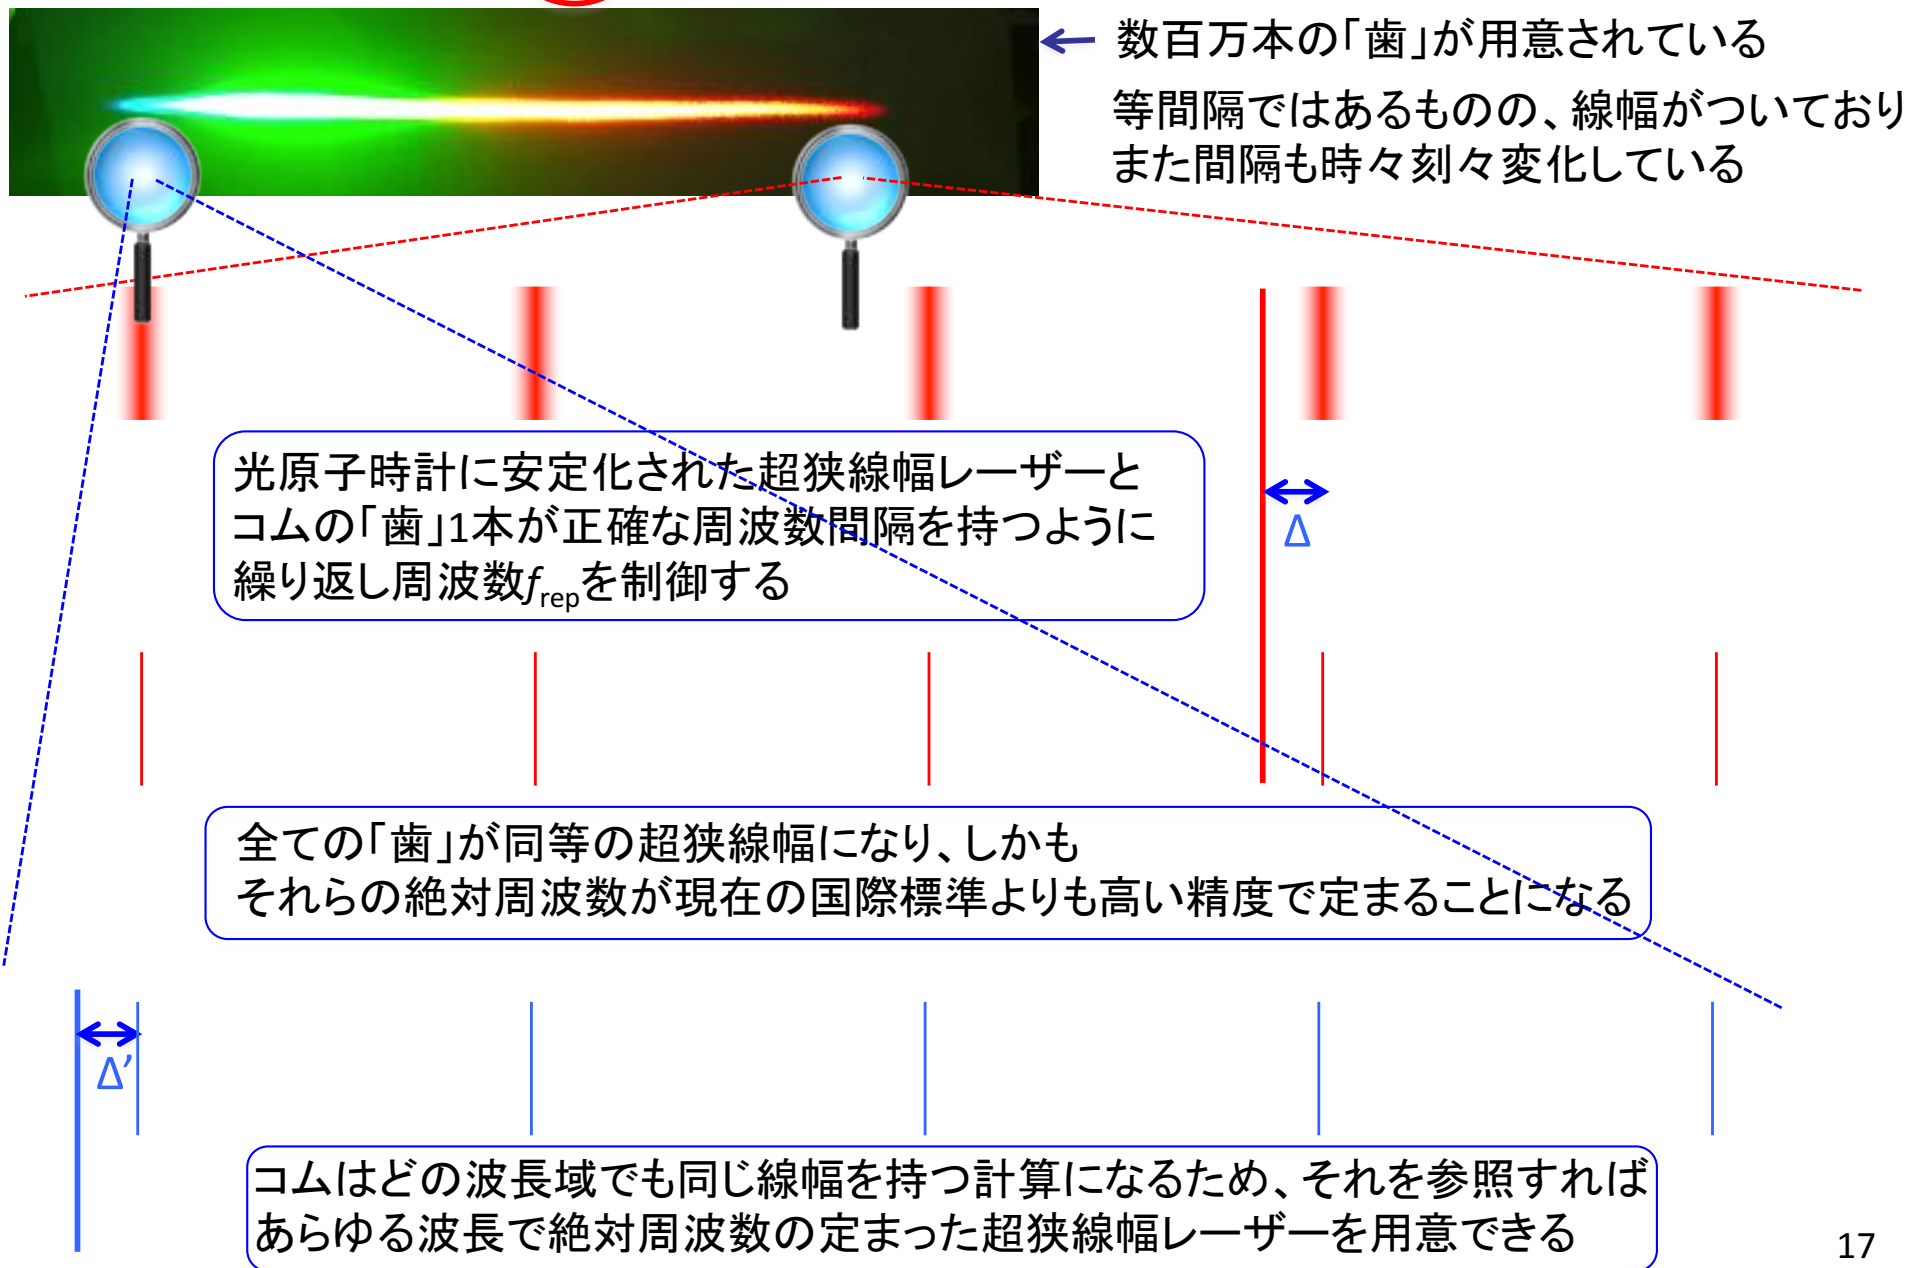 数百万本の「歯」が用意されている
等間隔ではあるものの、線幅がついており
また間隔も時々刻々変化している
光原子時計に安定化された超狭線幅レーザーと
コムの「歯」1本が正確な周波数間隔を持つように
繰り返し周波数frepを制御する
Δ
全ての「歯」が同等の超狭線幅になり、しかも
それらの絶対周波数が現在の国際標準よりも高い精度で定まることになる
Δ’
コムはどの波長域でも同じ線幅を持つ計算になるため、それを参照すれば
あらゆる波長で絶対周波数の定まった超狭線幅レーザーを用意できる
17